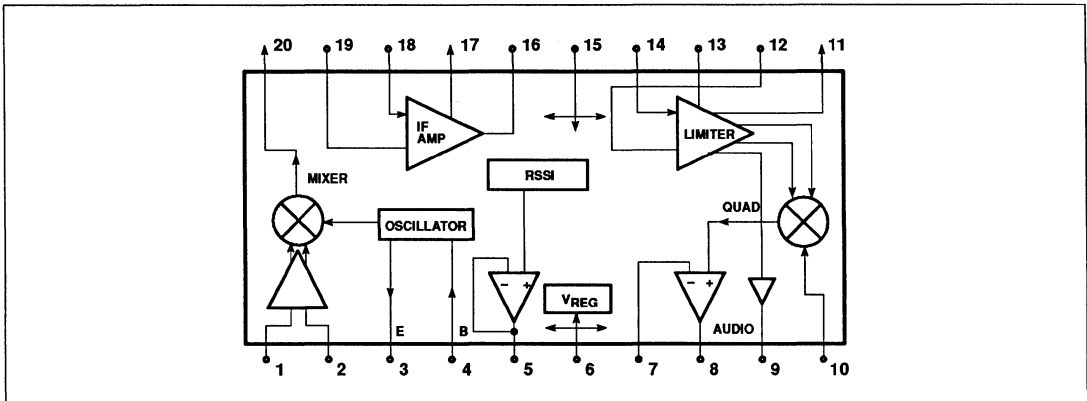 20 19 18 17 16 15 14 13 12 11
IF
AMP
LIMITER
RSSI
MIXER
QUAD
OSCILLATOR
VREG
E B
AUDIO
1 2 3 4 5 6 7 8 9 10